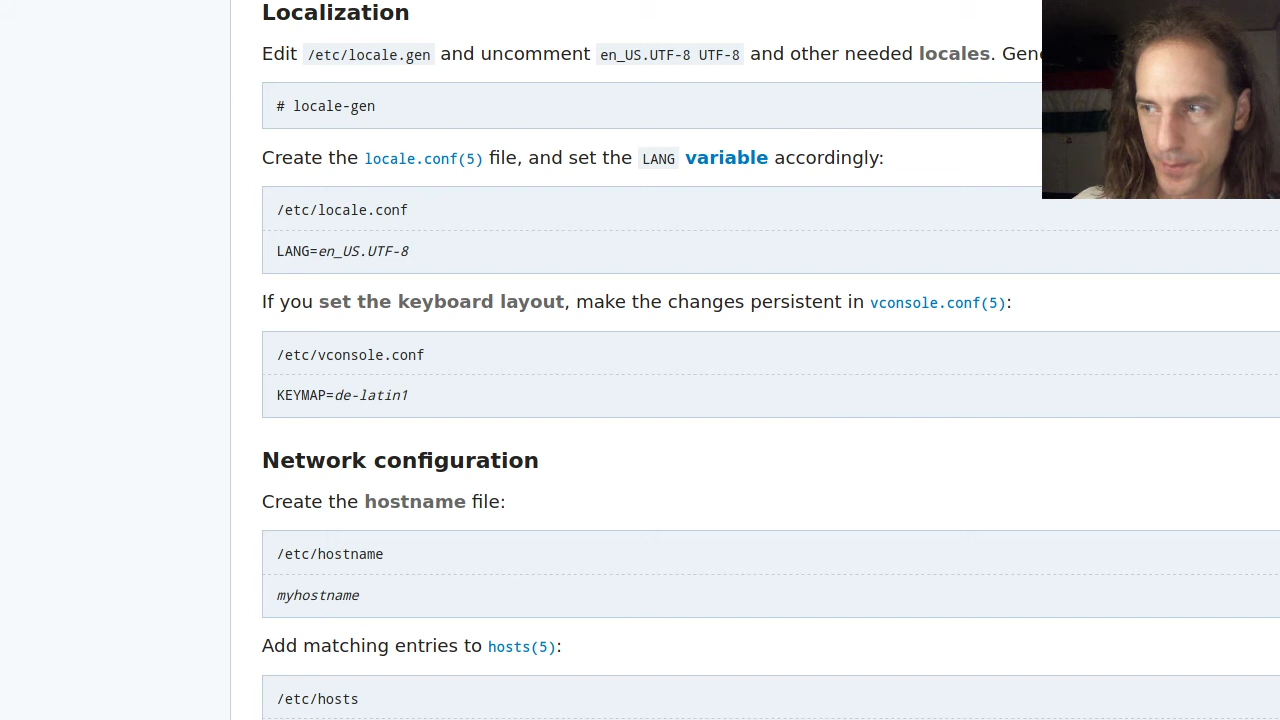 Localization
Edit /etc/locale.gen and uncomment en_US.UTF-8 UTF-8 and other needed locales.
# locale-gen
Create the locale.conf(5) file, and set the LANG variable accordingly:
/etc/locale.conf
LANG=en_US.UTF-8
If you set the keyboard layout, make the changes persistent in vconsole.conf(5):
/etc/vconsole.conf
KEYMAP=de-latin1
Network configuration
Create the hostname file:
/etc/hostname
myhostname
Add matching entries to hosts(5):
/etc/hosts